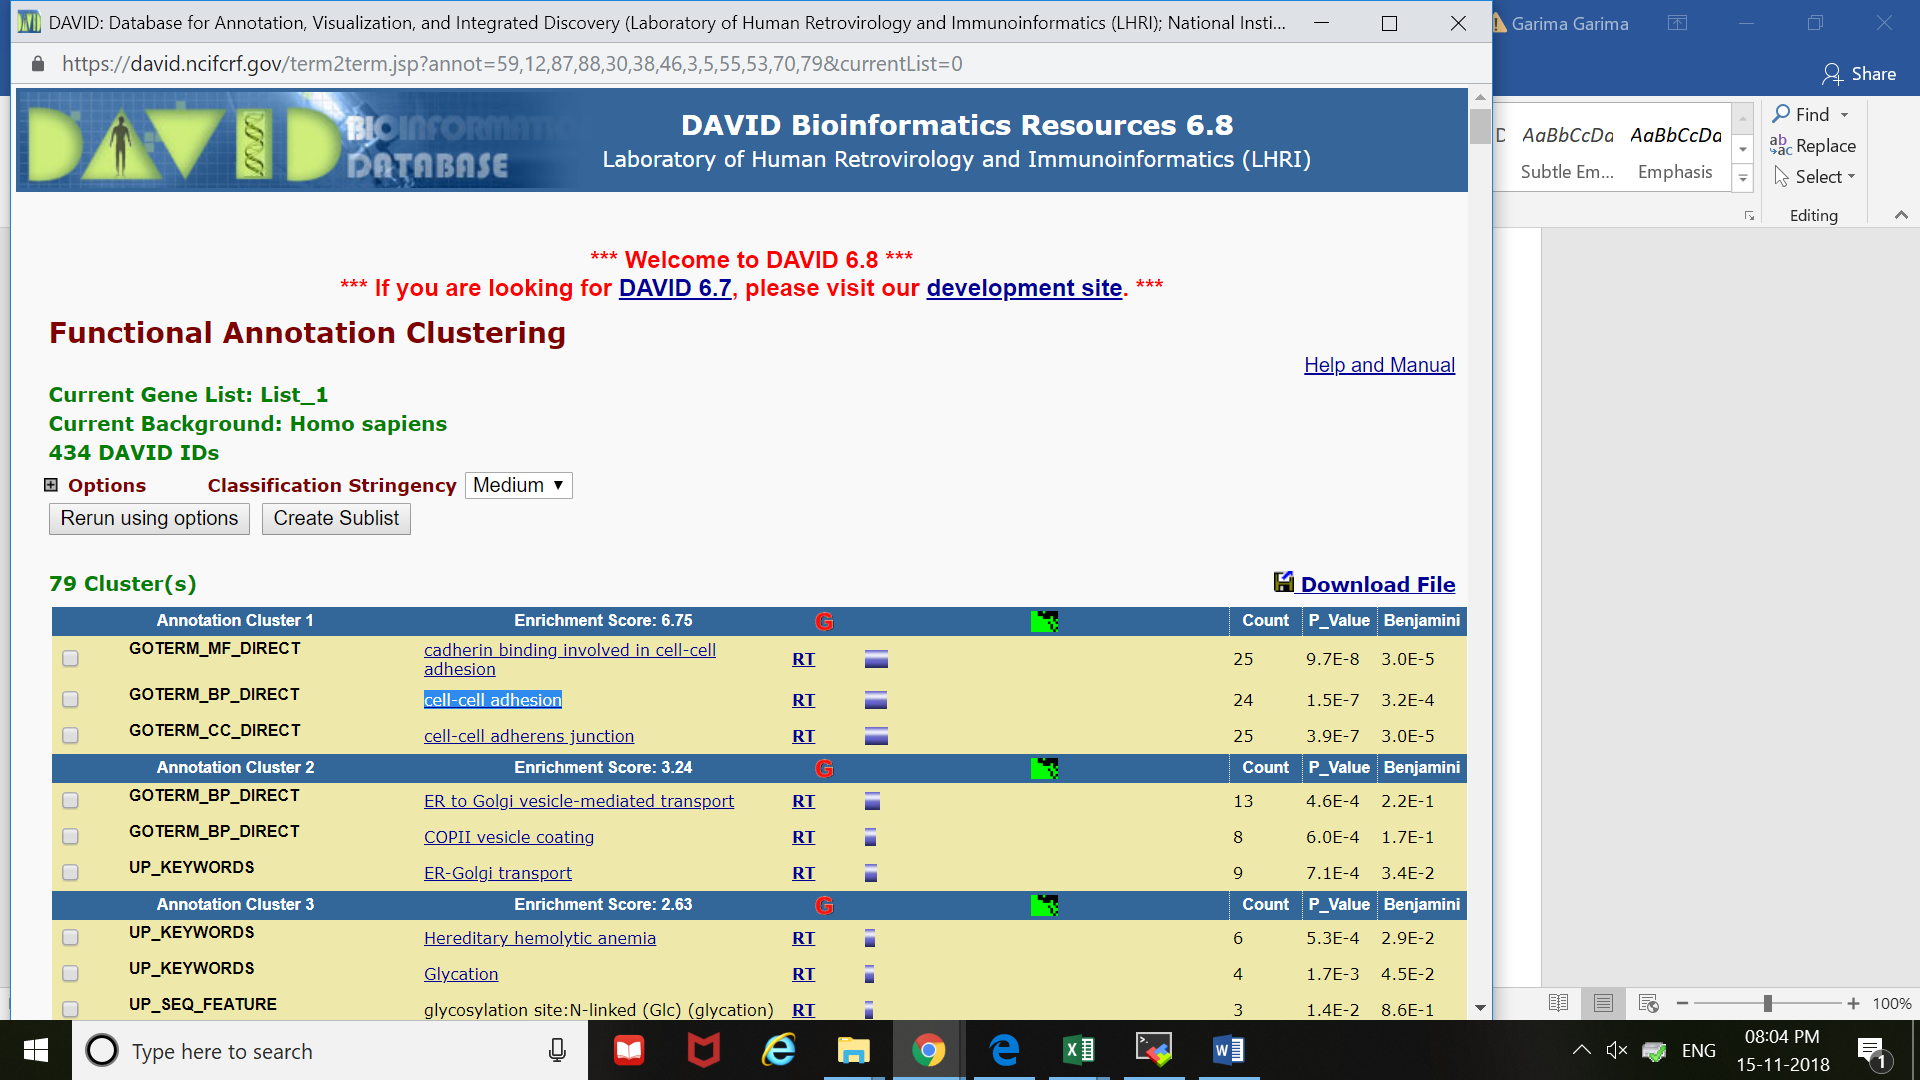 DAVID: Database for Annotation, Visualization, and Integrated Discovery (Laboratory of Human Retrovirology and Immunoinformatics (LHRI); National Insti...
Garima Garima
https://david.ncifcrf.gov/term2term.jsp?annot=59,12,87,88,30,38,46,3,5,55,53,70,79&currentList=0
Share
DAVID BIOINFORMATICS
DATABASE
DAVID Bioinformatics Resources 6.8
Laboratory of Human Retrovirology and Immunoinformatics (LHRI)
AaBbCcDd AaBbCcDd
Subtle Em... Emphasis
Find
Replace
Select
Editing
*** Welcome to DAVID 6.8 ***
*** If you are looking for DAVID 6.7, please visit our development site. ***
Functional Annotation Clustering
Help and Manual
Current Gene List: List_1
Current Background: Homo sapiens
434 DAVID IDs
Options Classification Stringency Medium
Rerun using options Create Sublist
79 Cluster(s) Download File
Annotation Cluster 1 Enrichment Score: 6.75 G Count P_Value Benjamini
GOTERM_MF_DIRECT cadherin binding involved in cell-cell adhesion RT 25 9.7E-8 3.0E-5
GOTERM_BP_DIRECT cell-cell adhesion RT 24 1.5E-7 3.2E-4
GOTERM_CC_DIRECT cell-cell adherens junction RT 25 3.9E-7 3.0E-5
Annotation Cluster 2 Enrichment Score: 3.24 G Count P_Value Benjamini
GOTERM_BP_DIRECT ER to Golgi vesicle-mediated transport RT 13 4.6E-4 2.2E-1
GOTERM_BP_DIRECT COPII vesicle coating RT 8 6.0E-4 1.7E-1
UP_KEYWORDS ER-Golgi transport RT 9 7.1E-4 3.4E-2
Annotation Cluster 3 Enrichment Score: 2.63 G Count P_Value Benjamini
UP_KEYWORDS Hereditary hemolytic anemia RT 6 5.3E-4 2.9E-2
UP_KEYWORDS Glycation RT 4 1.7E-3 4.5E-2
UP_SEQ_FEATURE glycosylation site:N-linked (Glc) (glycation) RT 3 1.4E-2 8.6E-1
100%
Type here to search
ENG
08:04 PM
15-11-2018
1